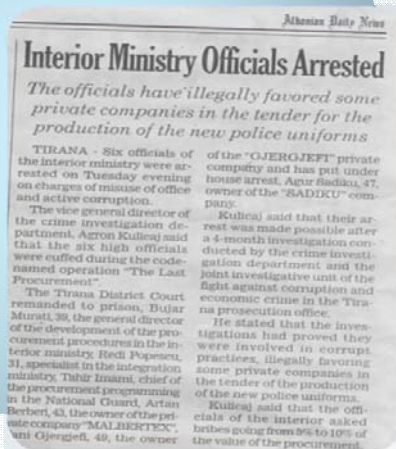 Albanian Daily News
Interior Ministry Officials Arrested
The officials have illegally favored some
private companies in the tender for the
production of the new police uniforms
TIRANA - Six officials of
the interior ministry were ar-
rested on Tuesday evening
on charges of misuse of office
and active corruption.
The vice general director of
the crime investigation de-
partment, Agron Kulicaj said
that the six high officials
were cuffed during the code-
named operation "The Last
Procurement".
The Tirana District Court
remanded to prison, Bujar
Murati, 39, the general director
of the development of the pro-
curement procedures in the in-
terior ministry, Redi Popescu,
31, specialist in the integration
ministry, Tahir Imami, chief of
the procurement programming
in the National Guard, Artan
Berberi, 43, the owner of the pri-
vate company "MALBERTEX",
ani Gjergjefi, 49, the owner
of the "GJERGJEFI" private
company and has put under
house arrest, Agur Sadiku, 47,
owner of the "SADIKU" com-
pany.
Kulicaj said that their ar-
rest was made possible after
a 4-month investigation con-
ducted by the crime investi-
gation department and the
joint investigative unit of the
fight against corruption and
economic crime in the Tira-
na prosecution office.
He stated that the inves-
tigations had proved they
were involved in corrupt
practices, illegally favoring
some private companies in
the tender of the production
of the new police uniforms.
Kulicaj said that the offi-
cials of the interior asked
bribes going from 5% to 10% of
the value of the procurement.